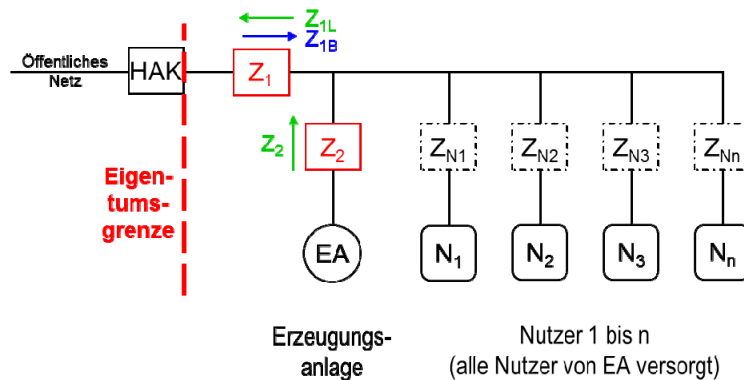 Z1L
Z1B
Öffentliches
Netz
HAK
Z1
Z2
Z2
ZN1
ZN2
ZN3
ZNn
Eigen-
tums-
grenze
EA
N1
N2
N3
Nn
Erzeugungs-
anlage
Nutzer 1 bis n
(alle Nutzer von EA versorgt)